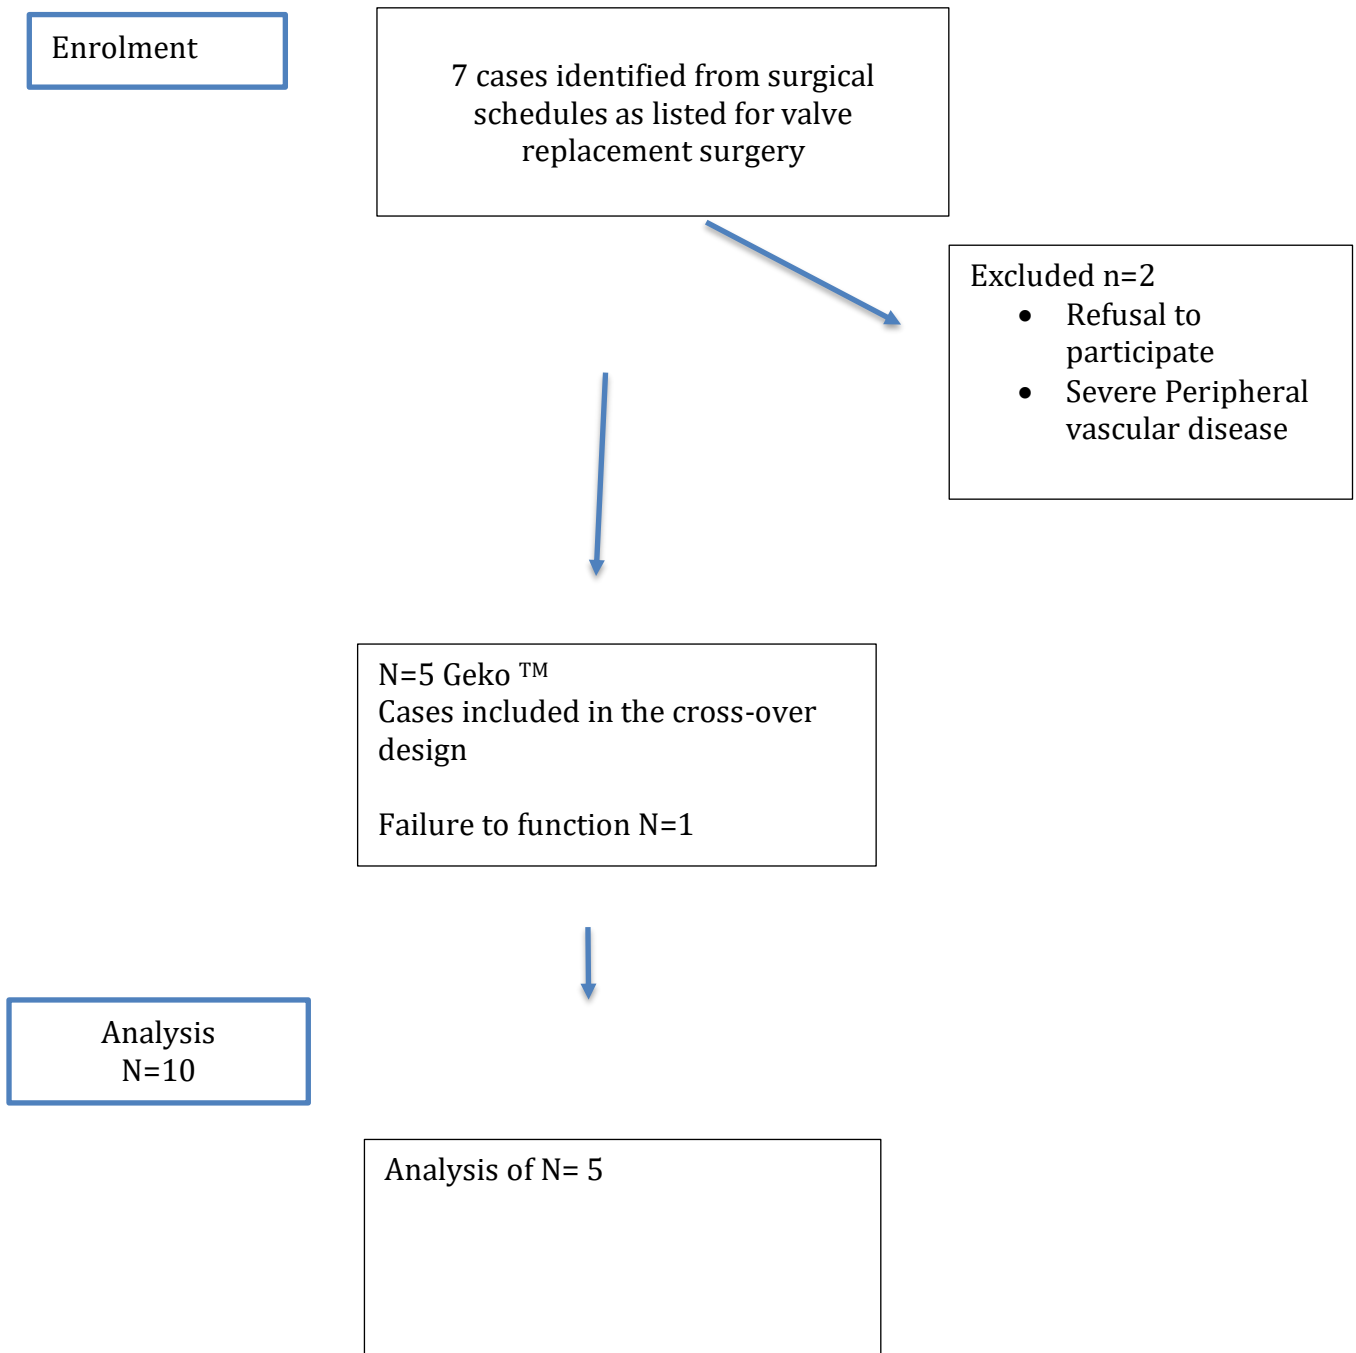 Enrolment
7 cases identified from surgical
schedules as listed for valve
replacement surgery
Excluded n=2
• Refusal to
participate
• Severe Peripheral
vascular disease
N=5 Geko ™
Cases included in the cross-over
design
Failure to function N=1
Analysis
N=10
Analysis of N= 5